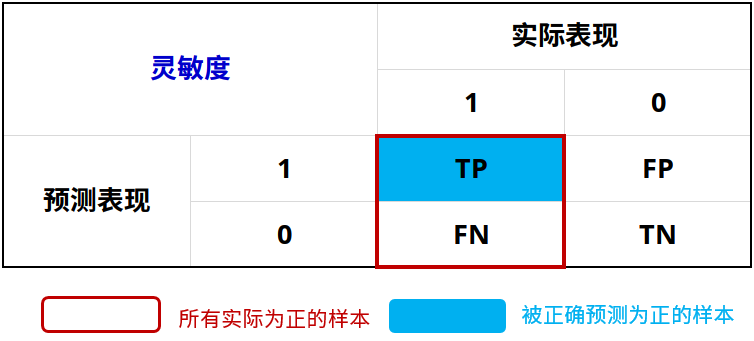 灵敏度
实际表现
1 0
预测表现
1 TP FP
0 FN TN
所有实际为正的样本
被正确预测为正的样本